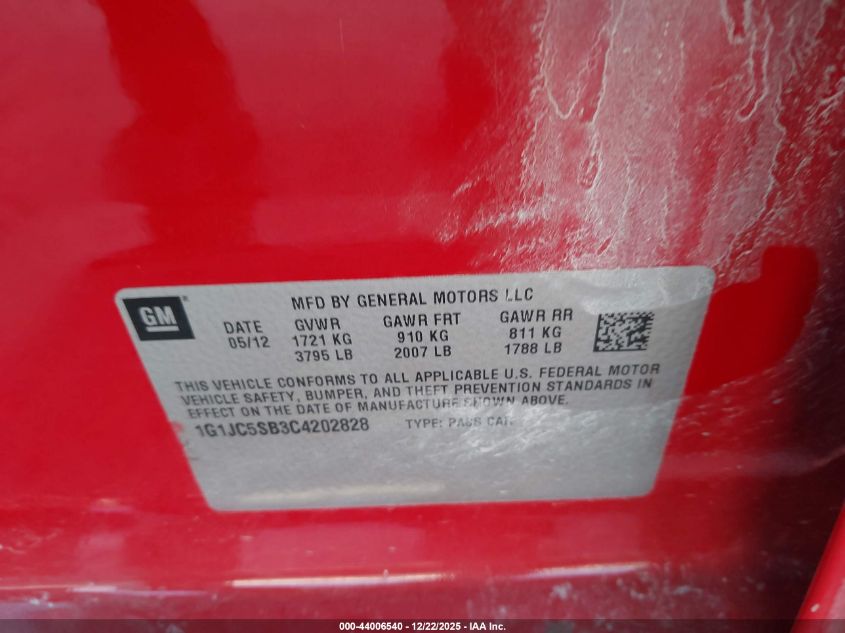 GM
MFD BY GENERAL MOTORS LLC
DATE GVWR GAWR FRT GAWR RR
05/12 1721 KG 910 KG 811 KG
3795 LB 2007 LB 1788 LB
THIS VEHICLE CONFORMS TO ALL APPLICABLE U.S. FEDERAL MOTOR
VEHICLE SAFETY, BUMPER, AND THEFT PREVENTION STANDARDS IN
EFFECT ON THE DATE OF MANUFACTURE SHOWN ABOVE.
1G1JC5SB3C4202828 TYPE: PASS CAR
000-44006540 • 12/22/2025 • IAA Inc.